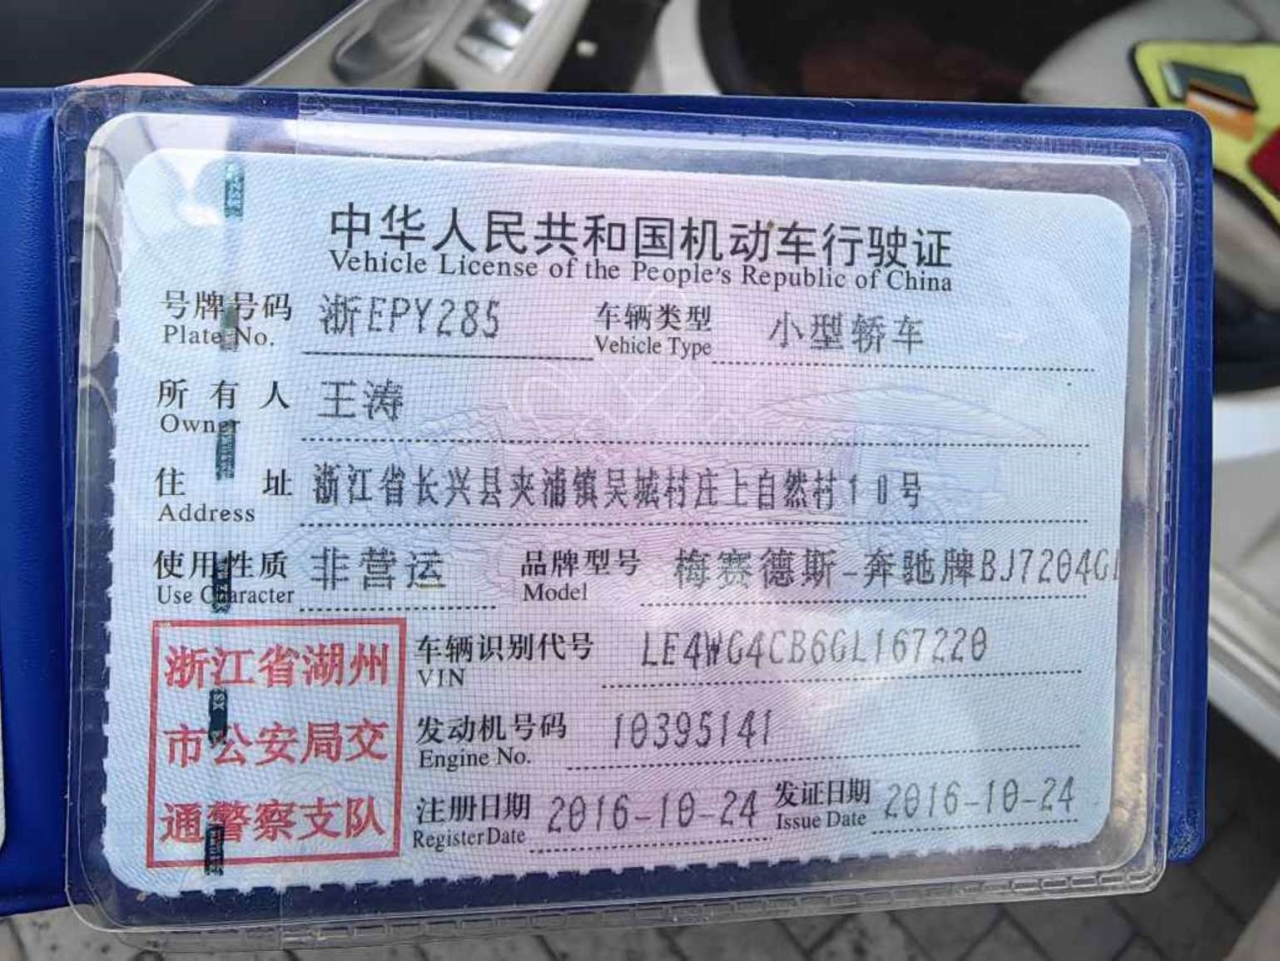 中华人民共和国机动车行驶证
Vehicle License of the People's Republic of China
号牌号码 浙EPY285 车辆类型 小型轿车
Plate No. Vehicle Type
所有人 王涛
Owner
住址 浙江省长兴县夹浦镇吴城村庄上自然村10号
Address
使用性质 非营运 品牌型号 梅赛德斯-奔驰牌BJ7204G
Use Character Model
浙江省湖州
市公安局交
通警察支队
车辆识别代号 LE4WG4CB6GL167220
VIN
发动机号码 10395141
Engine No.
注册日期 2016-10-24 发证日期 2016-10-24
Register Date Issue Date